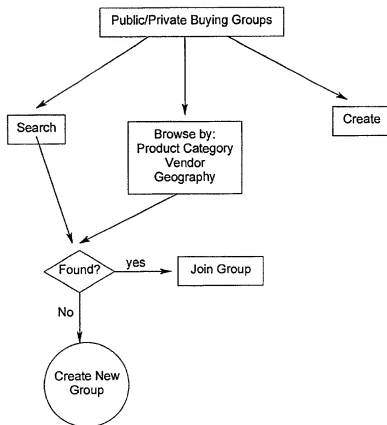 Public/Private Buying Groups
Search
Browse by:
Product Category
Vendor
Geography
Create
Found?
yes
Join Group
No
Create New
Group